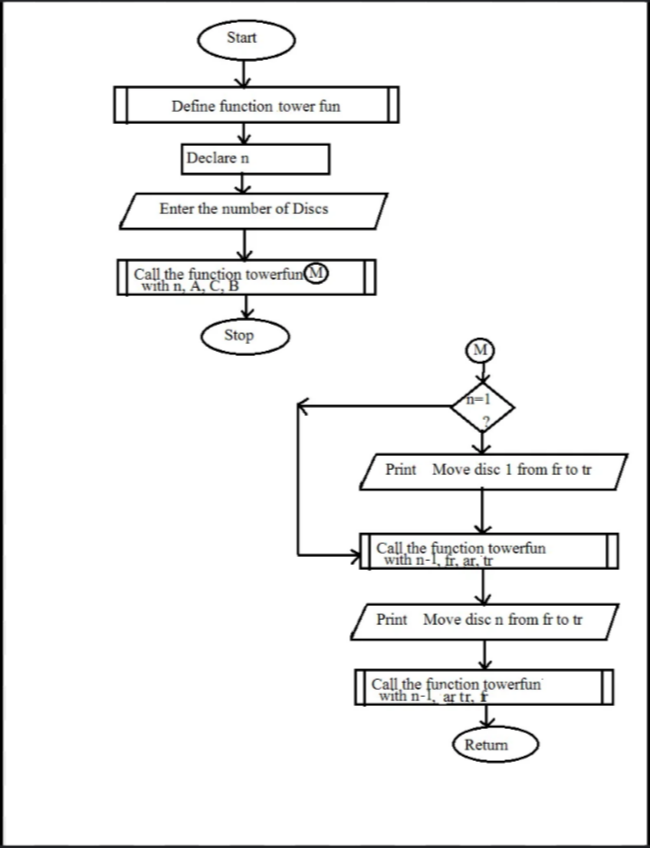 Start
Define function tower fun
Declare n
Enter the number of Discs
Call the function towerfun M
with n, A, C, B
Stop
M
n=1
?
Print Move disc 1 from fr to tr
Call the function towerfun
with n-1, fr, ar, tr
Print Move disc n from fr to tr
Call the function towerfun
with n-1, ar tr, fr
Return